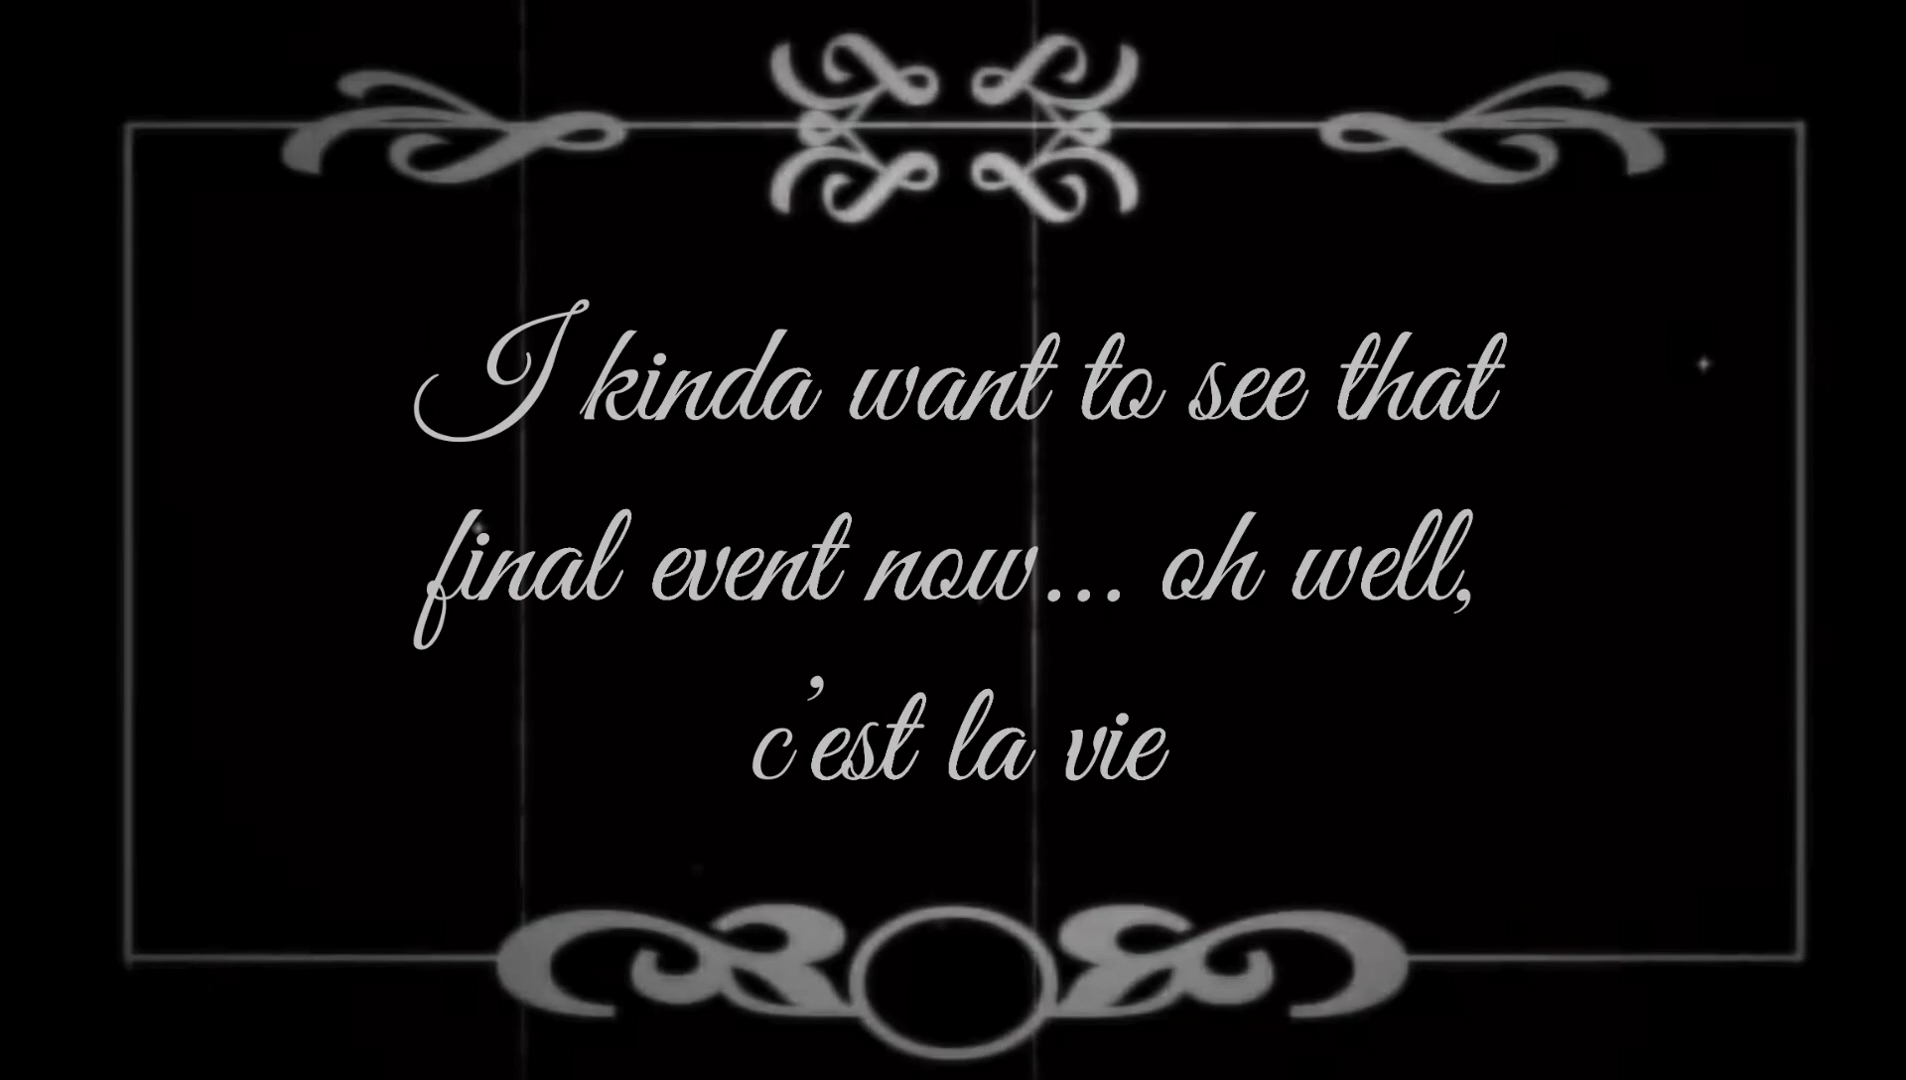 I kinda want to see that
final event now... oh well,
c'est la vie